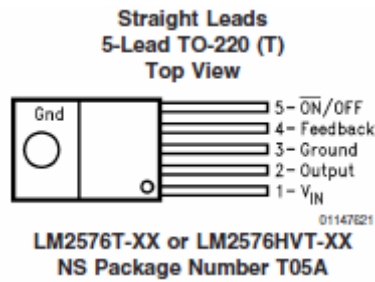 Straight Leads
5-Lead TO-220 (T)
Top View
Gnd
5- O̅N̅/OFF
4- Feedback
3- Ground
2- Output
1- VIN
01147621
LM2576T-XX or LM2576HVT-XX
NS Package Number T05A